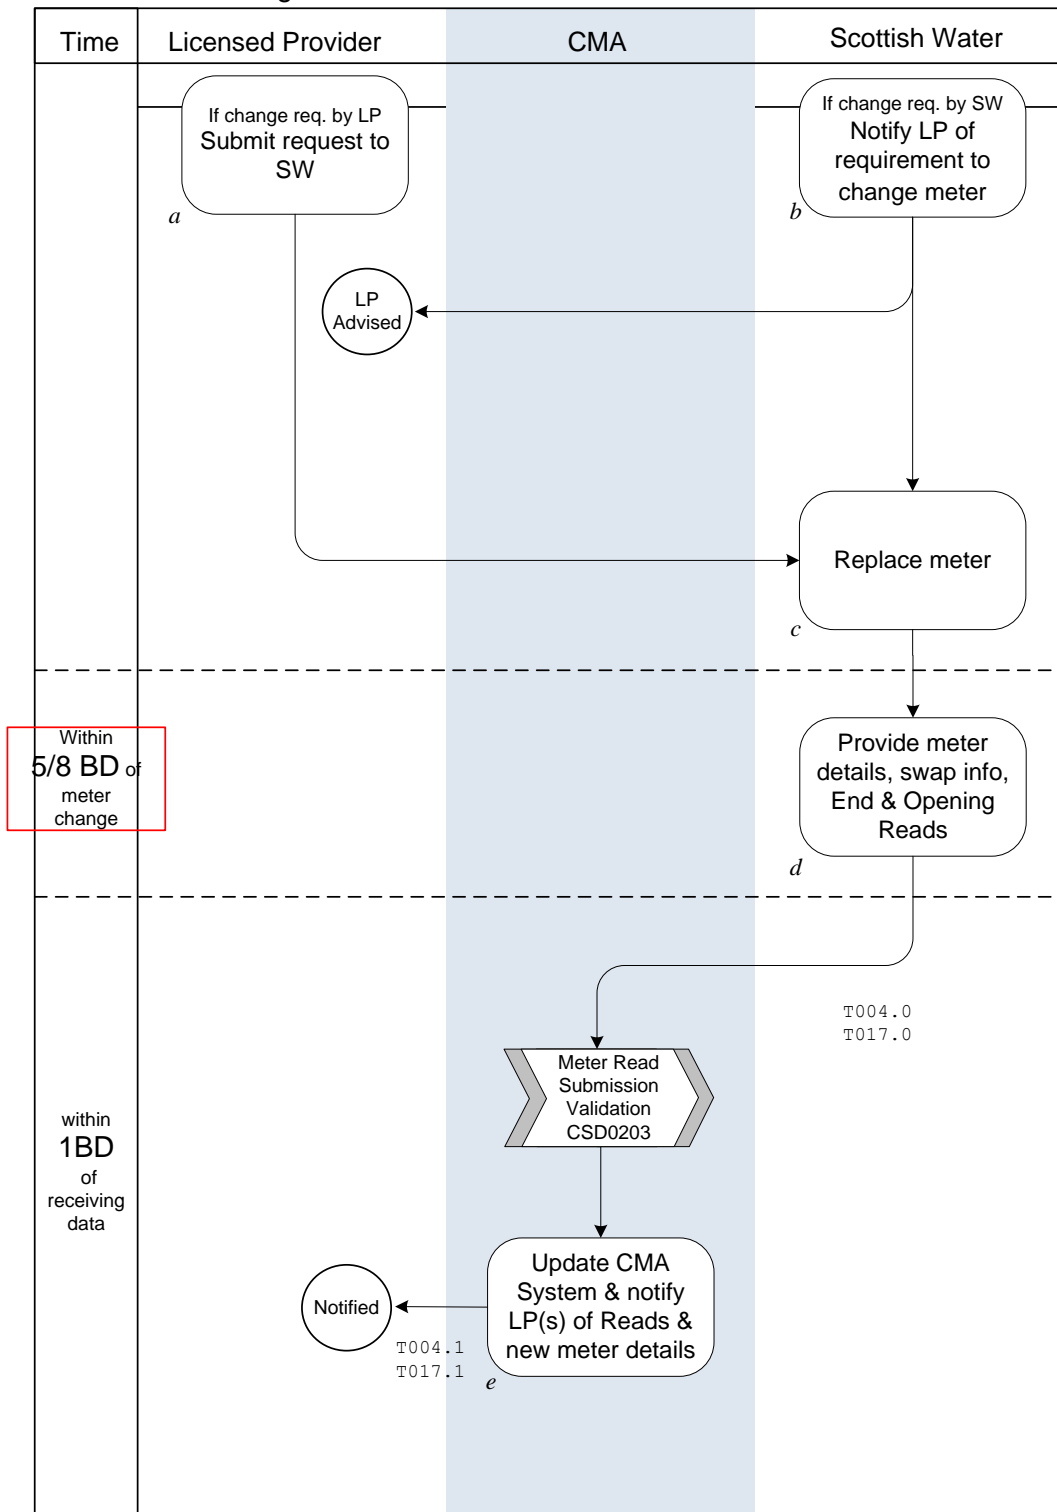 Time
Licensed Provider
CMA
Scottish Water
If change req. by LP
Submit request to
SW
a
If change req. by SW
Notify LP of
requirement to
change meter
b
LP
Advised
Replace meter
c
Within
5/8 BD of
meter
change
Provide meter
details, swap info,
End & Opening
Reads
d
T004.0
T017.0
within
1BD
of
receiving
data
Meter Read
Submission
Validation
CSD0203
Update CMA
System & notify
LP(s) of Reads &
new meter details
e
Notified
T004.1
T017.1